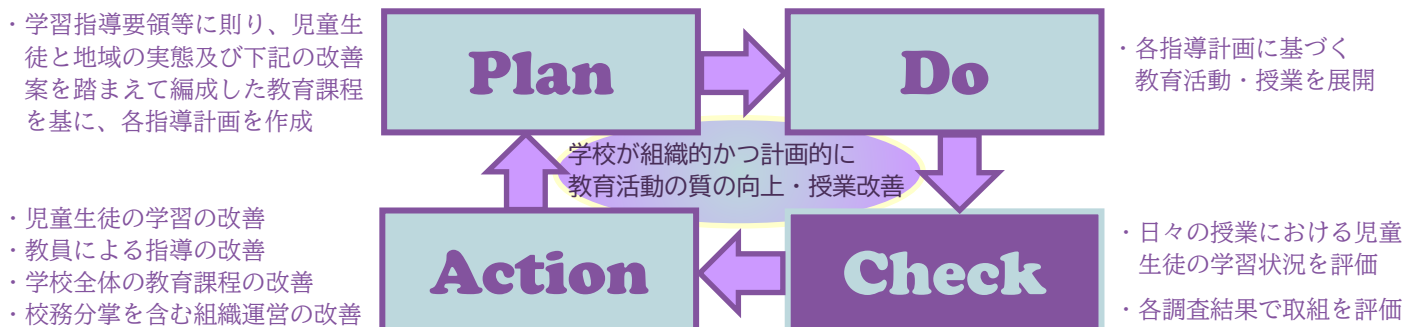 ・学習指導要領等に則り、児童生
徒と地域の実態及び下記の改善
案を踏まえて編成した教育課程
を基に、各指導計画を作成
Plan
Do
・各指導計画に基づく
教育活動・授業を展開
学校が組織的かつ計画的に
教育活動の質の向上・授業改善
・児童生徒の学習の改善
・教員による指導の改善
・学校全体の教育課程の改善
・校務分掌を含む組織運営の改善
Action
Check
・日々の授業における児童
生徒の学習状況を評価
・各調査結果で取組を評価